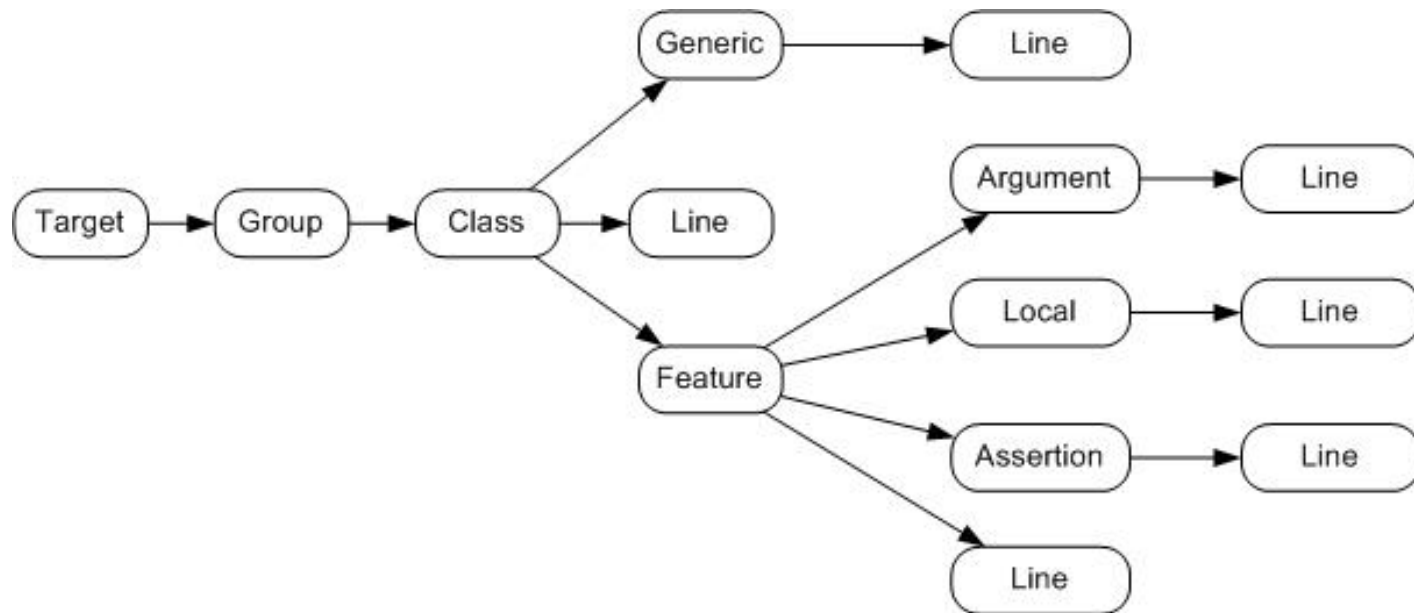 Generic
Line
Argument
Line
Target
Group
Class
Line
Local
Line
Feature
Assertion
Line
Line